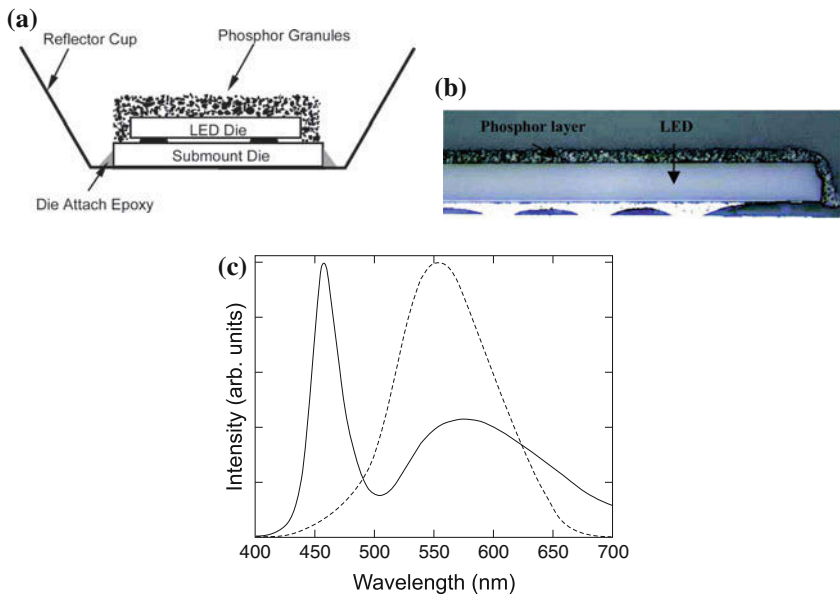 (a)
Reflector Cup
Phosphor Granules
LED Die
Submount Die
Die Attach Epoxy
(b)
Phosphor layer
LED
(c)
Intensity (arb. units)
400 450 500 550 600 650 700
Wavelength (nm)